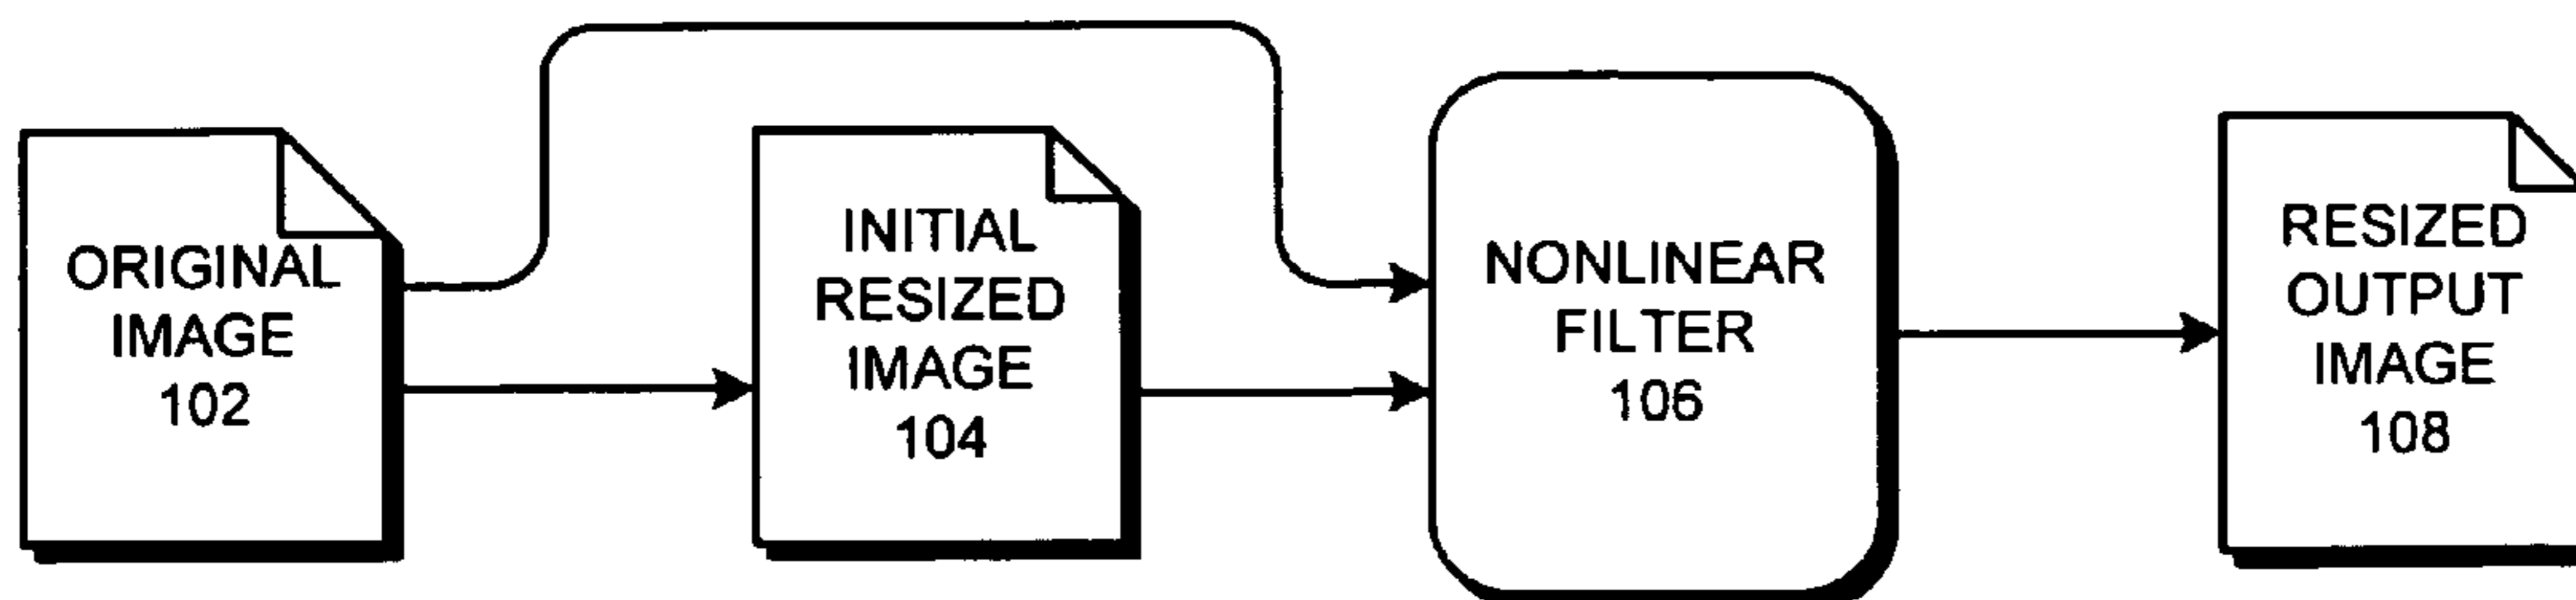 ORIGINAL
IMAGE
102
INITIAL
RESIZED
IMAGE
104
NONLINEAR
FILTER
106
RESIZED
OUTPUT
IMAGE
108